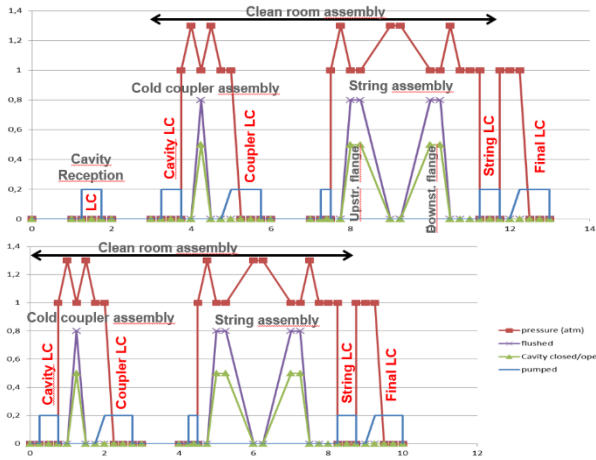 Clean room assembly
1,4
1,2
1
0,8
0,6
0,4
0,2
0
Cold coupler assembly
String assembly
Cavity
Reception
LC
Cavity LC
Coupler LC
Upstr. flange
Downst. flange
String LC
Final LC
0 2 4 6 8 10 12 14
Clean room assembly
1,4
1,2
1
0,8
0,6
0,4
0,2
0
Cold coupler assembly
String assembly
Cavity LC
Coupler LC
String LC
Final LC
0 2 4 6 8 10 12
pressure (atm)
flushed
Cavity closed/ope
pumped